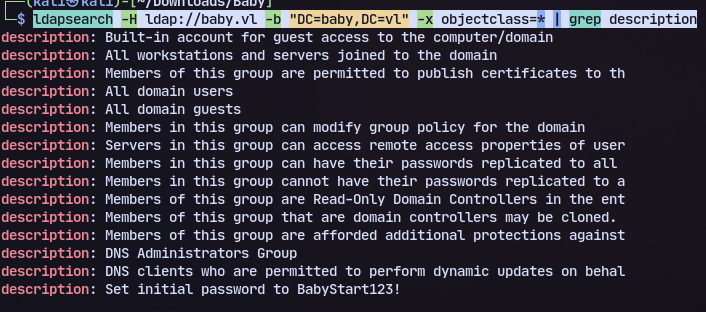 ┌──(kali㉿kali)-[~/Downloads/Baby]
└─$ ldapsearch -H ldap://baby.vl -b "DC=baby,DC=vl" -x objectclass=* | grep description
description: Built-in account for guest access to the computer/domain
description: All workstations and servers joined to the domain
description: Members of this group are permitted to publish certificates to th
description: All domain users
description: All domain guests
description: Members in this group can modify group policy for the domain
description: Servers in this group can access remote access properties of user
description: Members in this group can have their passwords replicated to all
description: Members in this group cannot have their passwords replicated to a
description: Members of this group are Read-Only Domain Controllers in the ent
description: Members of this group that are domain controllers may be cloned.
description: Members of this group are afforded additional protections against
description: DNS Administrators Group
description: DNS clients who are permitted to perform dynamic updates on behal
description: Set initial password to BabyStart123!